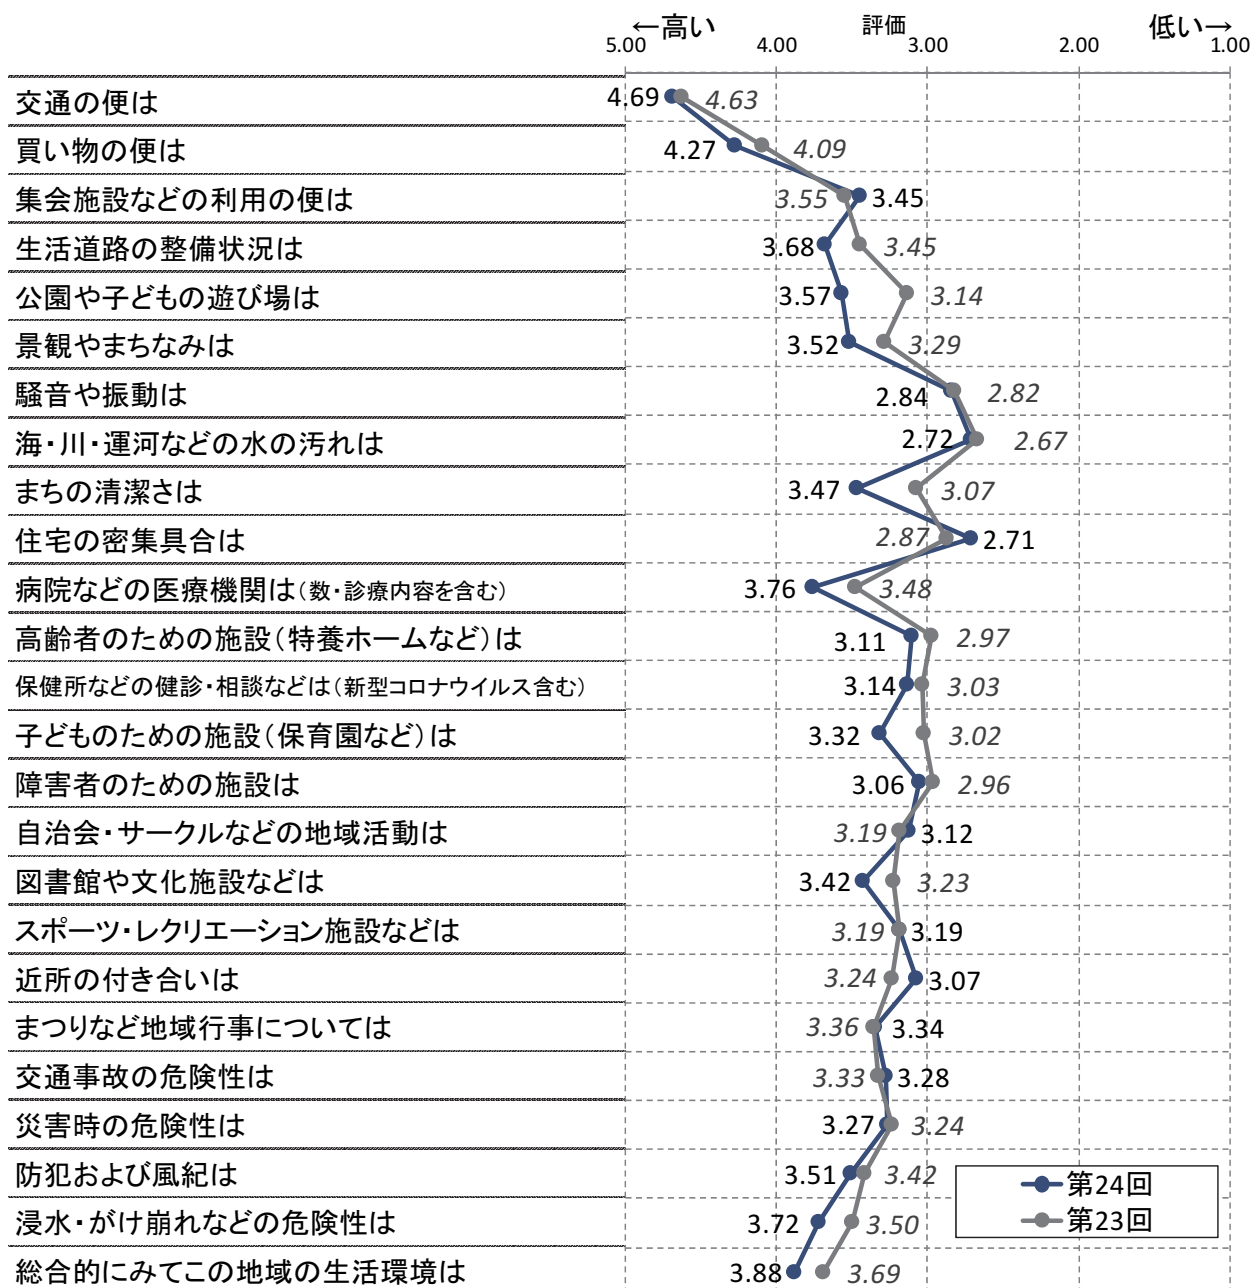 ←高い 評価 低い→
5.00 4.00 3.00 2.00 1.00
交通の便は 4.69 4.63
買い物の便は 4.27 4.09
集会施設などの利用の便は 3.55 3.45
生活道路の整備状況は 3.68 3.45
公園や子どもの遊び場は 3.57 3.14
景観やまちなみは 3.52 3.29
騒音や振動は 2.84 2.82
海・川・運河などの水の汚れは 2.72 2.67
まちの清潔さは 3.47 3.07
住宅の密集具合は 2.87 2.71
病院などの医療機関は(数・診療内容を含む) 3.76 3.48
高齢者のための施設(特養ホームなど)は 3.11 2.97
保健所などの健診・相談などは(新型コロナウイルス含む) 3.14 3.03
子どものための施設(保育園など)は 3.32 3.02
障害者のための施設は 3.06 2.96
自治会・サークルなどの地域活動は 3.19 3.12
図書館や文化施設などは 3.42 3.23
スポーツ・レクリエーション施設などは 3.19 3.19
近所の付き合いは 3.24 3.07
まつりなど地域行事については 3.36 3.34
交通事故の危険性は 3.33 3.28
災害時の危険性は 3.27 3.24
防犯および風紀は 3.51 3.42
浸水・がけ崩れなどの危険性は 3.72 3.50
総合的にみてこの地域の生活環境は 3.88 3.69
第24回
第23回